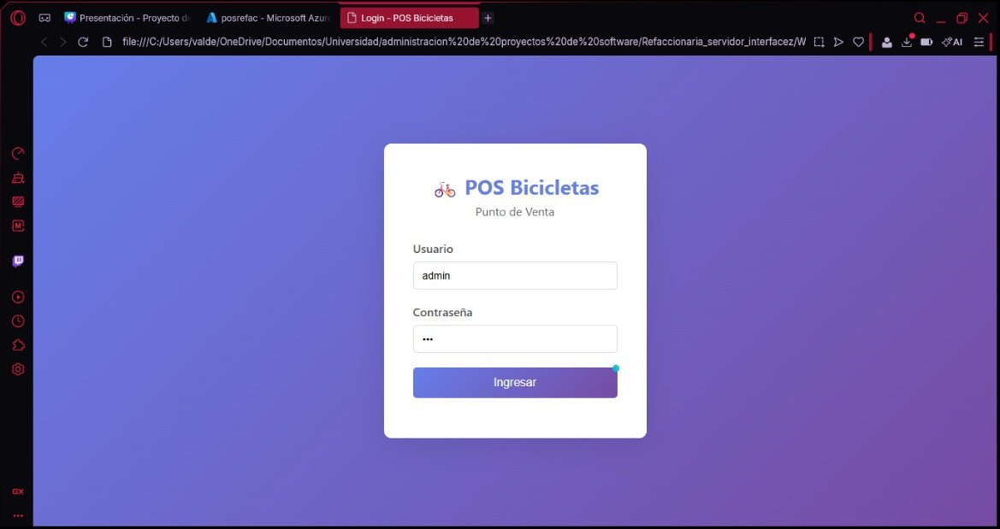 Presentación - Proyecto de
posrefac - Microsoft Azure
Login - POS Bicicletas
file:///C:/Users/valde/OneDrive/Documentos/Universidad/administracion%20de%20proyectos%20de%20software/Refaccionaria_servidor_interfacez/W
AI
M
POS Bicicletas
Punto de Venta
Usuario
admin
Contraseña
Ingresar
GX